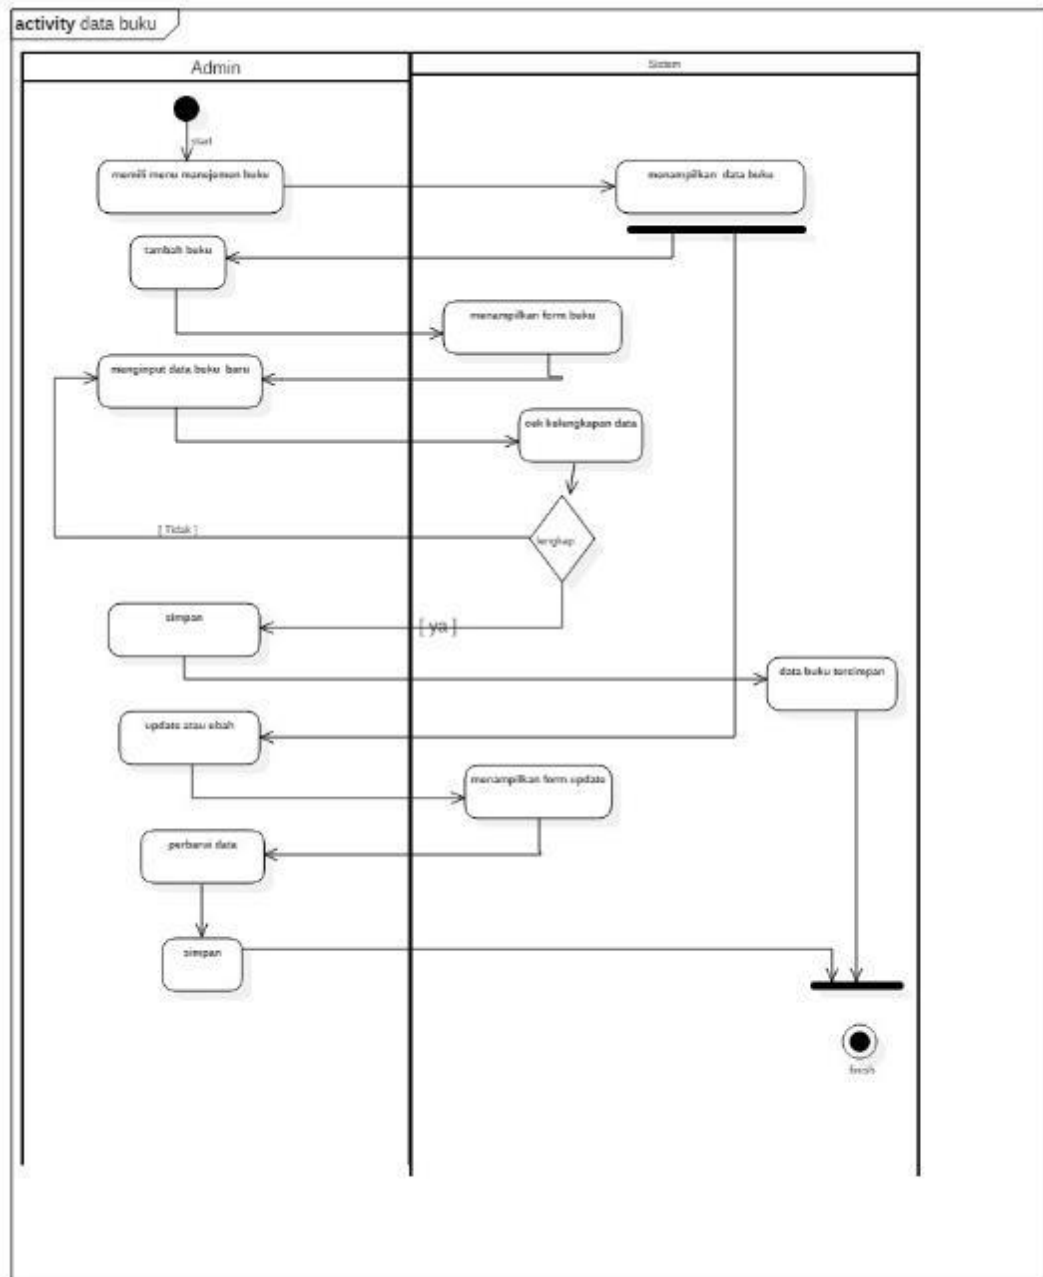 activity data buku
Admin
Sistem
start
memili menu manajemen buku
menampilkan data buku
tambah buku
menampilkan form buku
menginput data buku baru
cek kelengkapan data
[ Tidak ]
lengkap
simpan
[ ya ]
data buku tersimpan
update atau ubah
menampilkan form update
perbarui data
simpan
finish